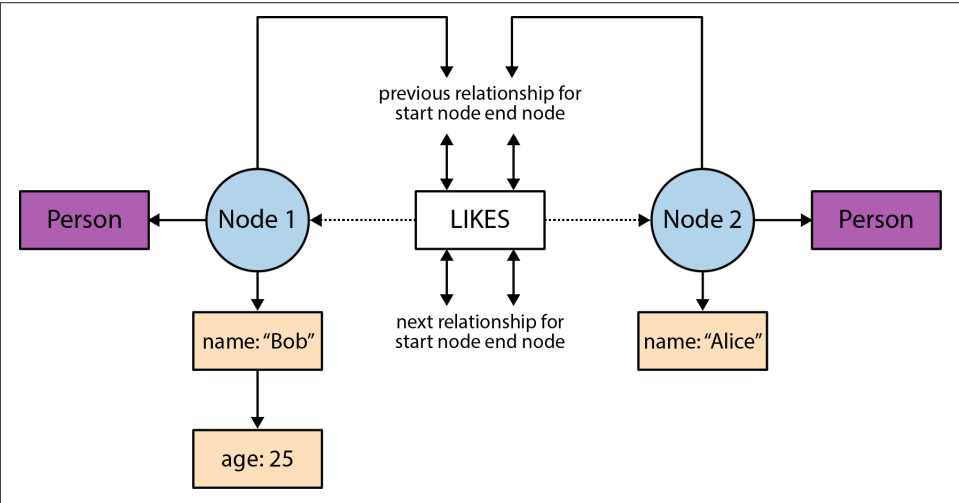 previous relationship for
start node end node
Person
Node 1
LIKES
Node 2
Person
next relationship for
start node end node
name: “Bob”
name: “Alice”
age: 25